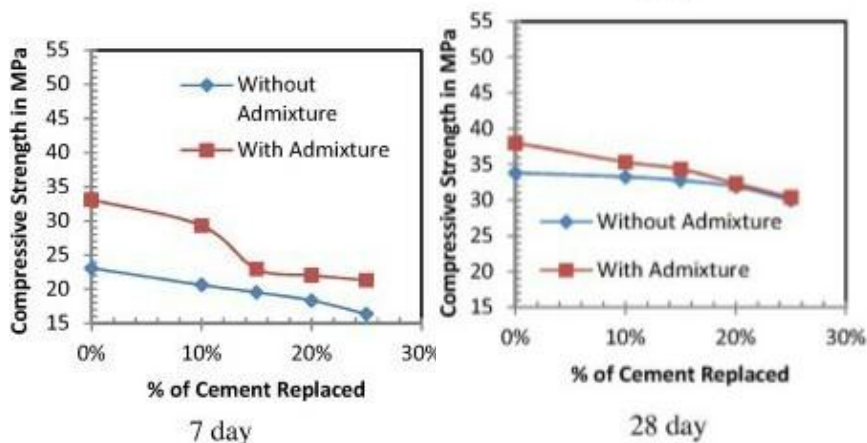 55
50
45
40
35
30
25
20
15
Compressive Strength in MPa
Without
Admixture
With Admixture
0%
10%
20%
30%
% of Cement Replaced
7 day
55
50
45
40
35
30
25
20
15
Compressive Strength in MPa
Without Admixture
With Admixture
0%
10%
20%
30%
% of Cement Replaced
28 day